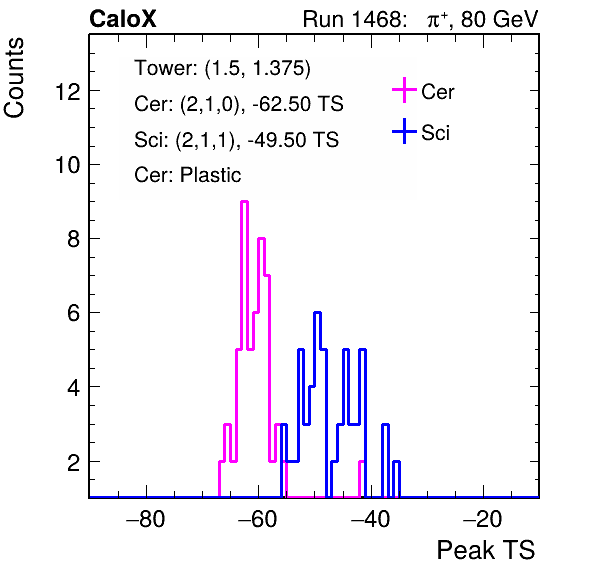 CaloX Run 1468: π⁺, 80 GeV
Counts
Tower: (1.5, 1.375)
Cer: (2,1,0), -62.50 TS
Sci: (2,1,1), -49.50 TS
Cer: Plastic
Cer
Sci
12
10
8
6
4
2
−80 −60 −40 −20
Peak TS